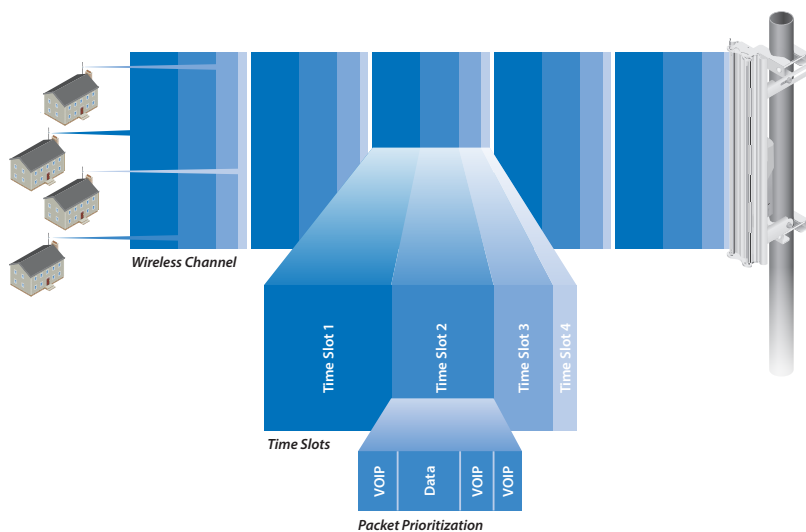 Wireless Channel
Time Slot 1
Time Slot 2
Time Slot 3
Time Slot 4
Time Slots
VOIP
Data
VOIP
VOIP
Packet Prioritization